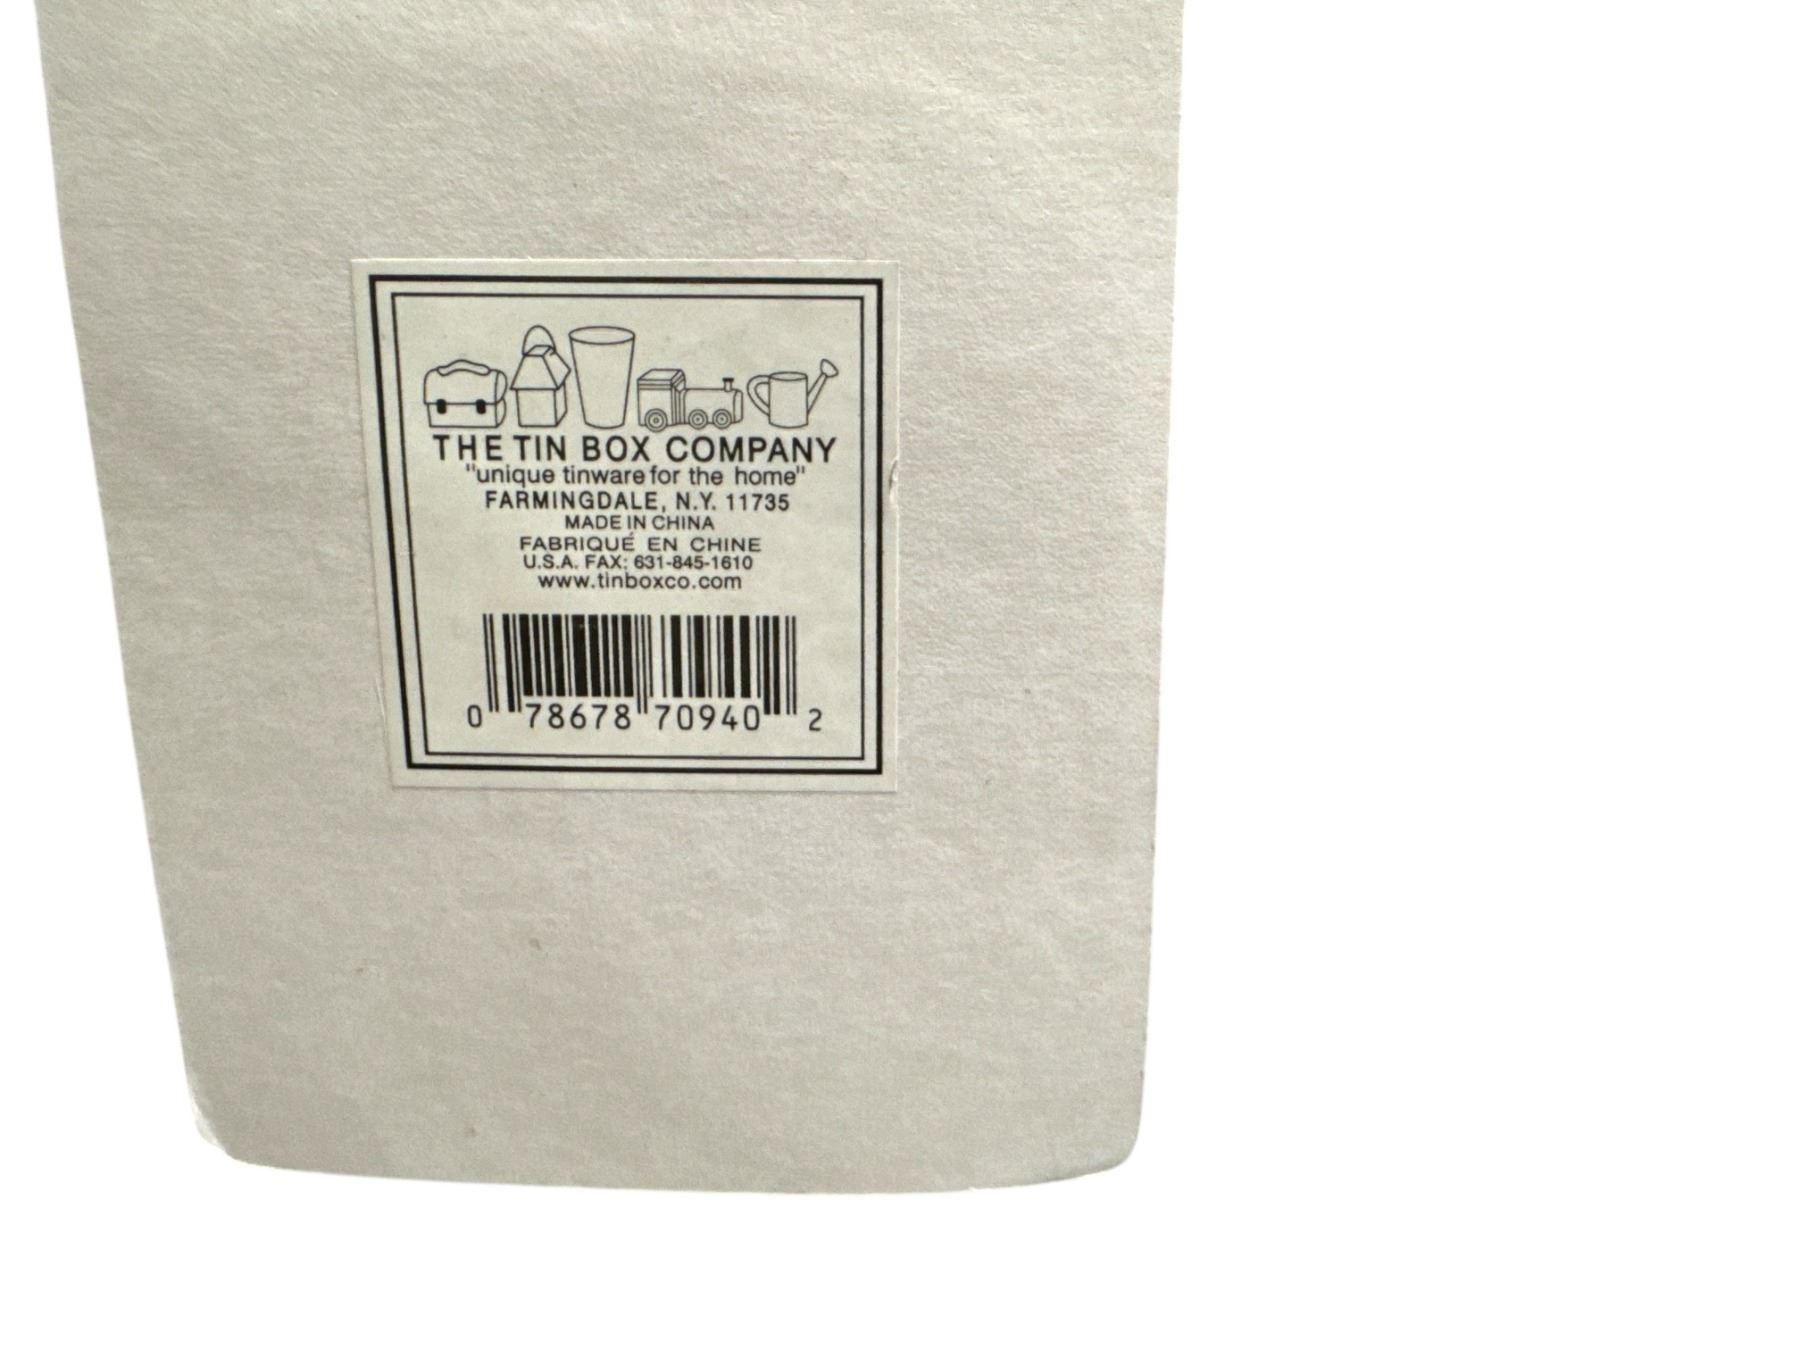 THE TIN BOX COMPANY
"unique tinware for the home"
FARMINGDALE, N.Y. 11735
MADE IN CHINA
FABRIQUÉ EN CHINE
U.S.A. FAX: 631-845-1610
www.tinboxco.com
0 78678 70940 2